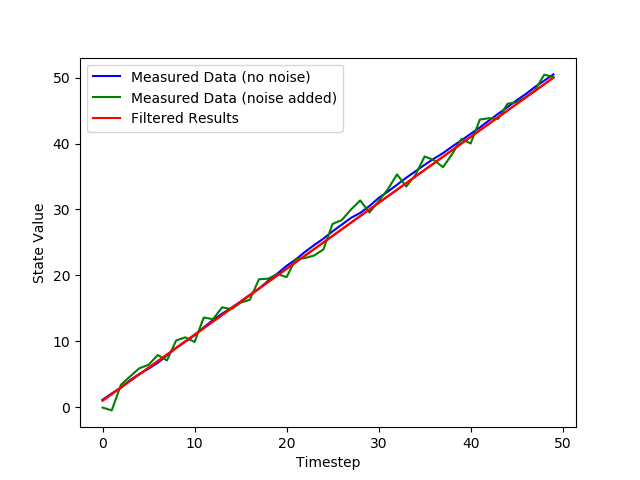 Measured Data (no noise)
Measured Data (noise added)
Filtered Results
50
40
30
20
10
0
State Value
0 10 20 30 40 50
Timestep